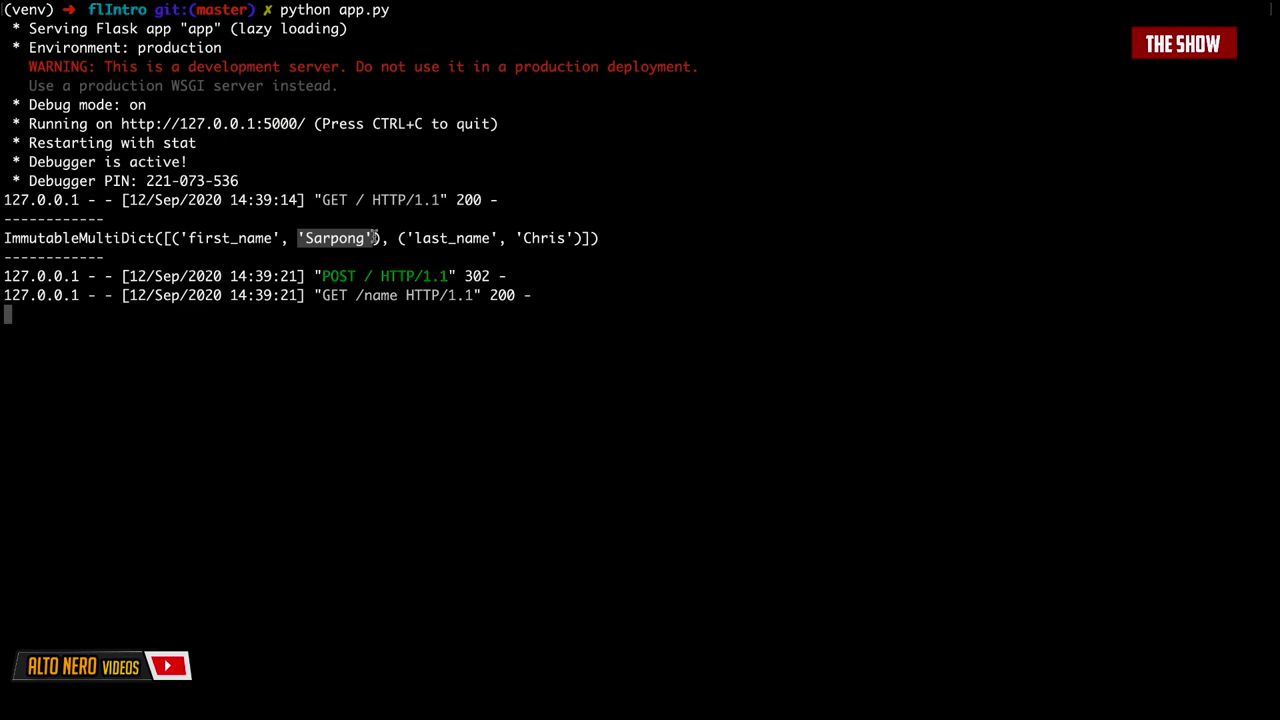 (venv) ➜ flIntro git:(master) ✗ python app.py
* Serving Flask app "app" (lazy loading)
* Environment: production
WARNING: This is a development server. Do not use it in a production deployment.
Use a production WSGI server instead.
* Debug mode: on
* Running on http://127.0.0.1:5000/ (Press CTRL+C to quit)
* Restarting with stat
* Debugger is active!
* Debugger PIN: 221-073-536
127.0.0.1 - - [12/Sep/2020 14:39:14] "GET / HTTP/1.1" 200 -
------------
ImmutableMultiDict([('first_name', 'Sarpong'), ('last_name', 'Chris')])
------------
127.0.0.1 - - [12/Sep/2020 14:39:21] "POST / HTTP/1.1" 302 -
127.0.0.1 - - [12/Sep/2020 14:39:21] "GET /name HTTP/1.1" 200 -
THE SHOW
ALTO NERO VIDEOS